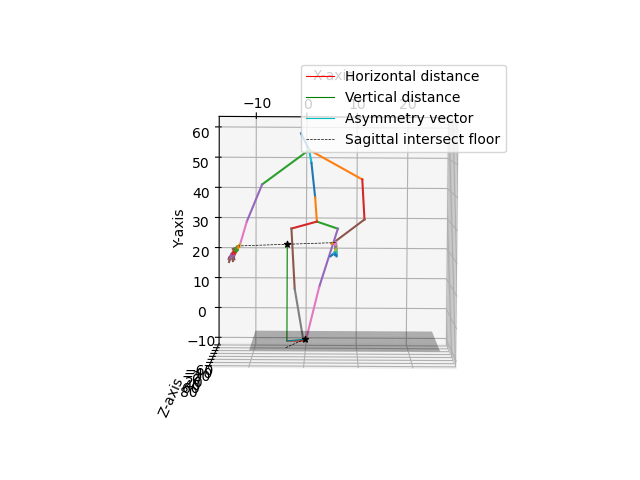 X-axis
−10 0 10 20
Horizontal distance
Vertical distance
Asymmetry vector
Sagittal intersect floor
60
50
40
30
20
10
0
−10
Y-axis
Z-axis